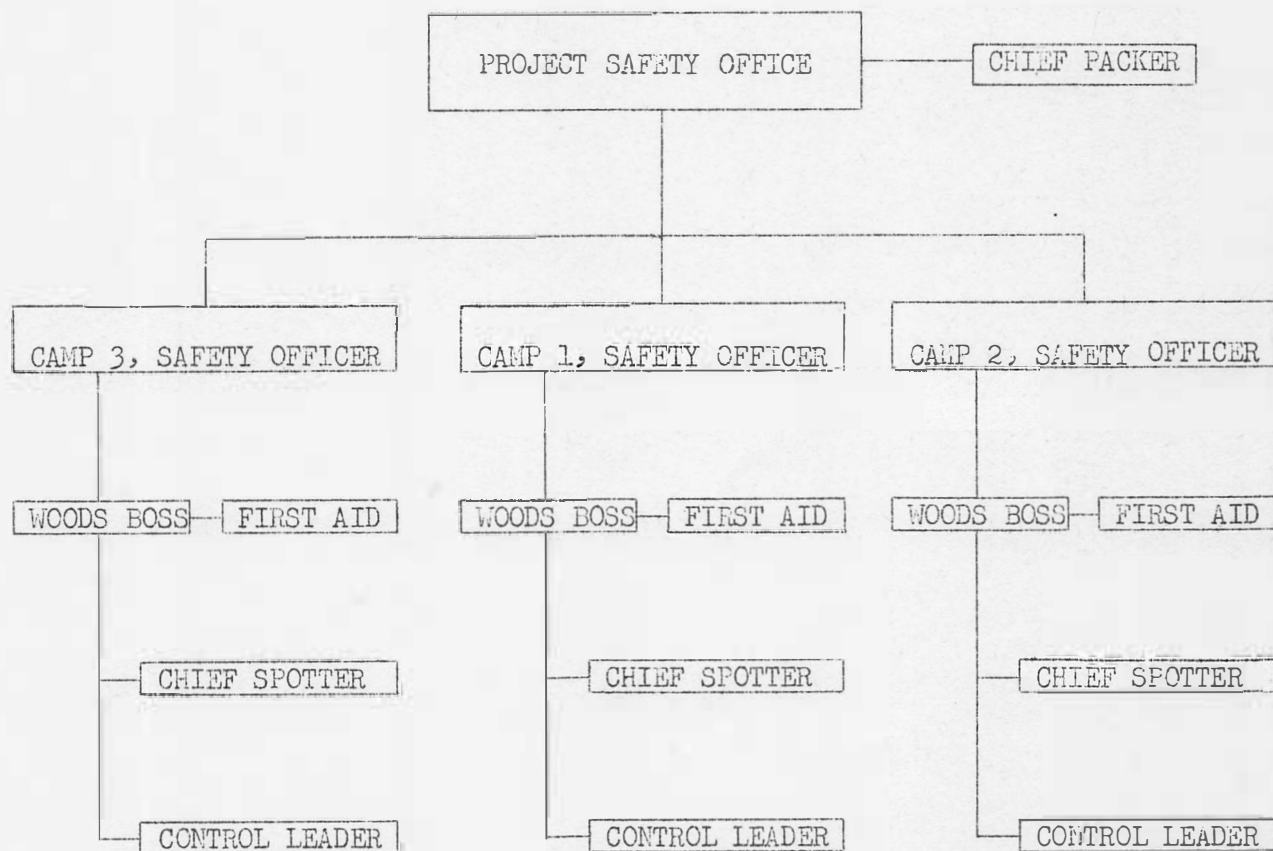 PROJECT SAFETY OFFICE
CHIEF PACKER
CAMP 3, SAFETY OFFICER
CAMP 1, SAFETY OFFICER
CAMP 2, SAFETY OFFICER
WOODS BOSS
FIRST AID
WOODS BOSS
FIRST AID
WOODS BOSS
FIRST AID
CHIEF SPOTTER
CHIEF SPOTTER
CHIEF SPOTTER
CONTROL LEADER
CONTROL LEADER
CONTROL LEADER